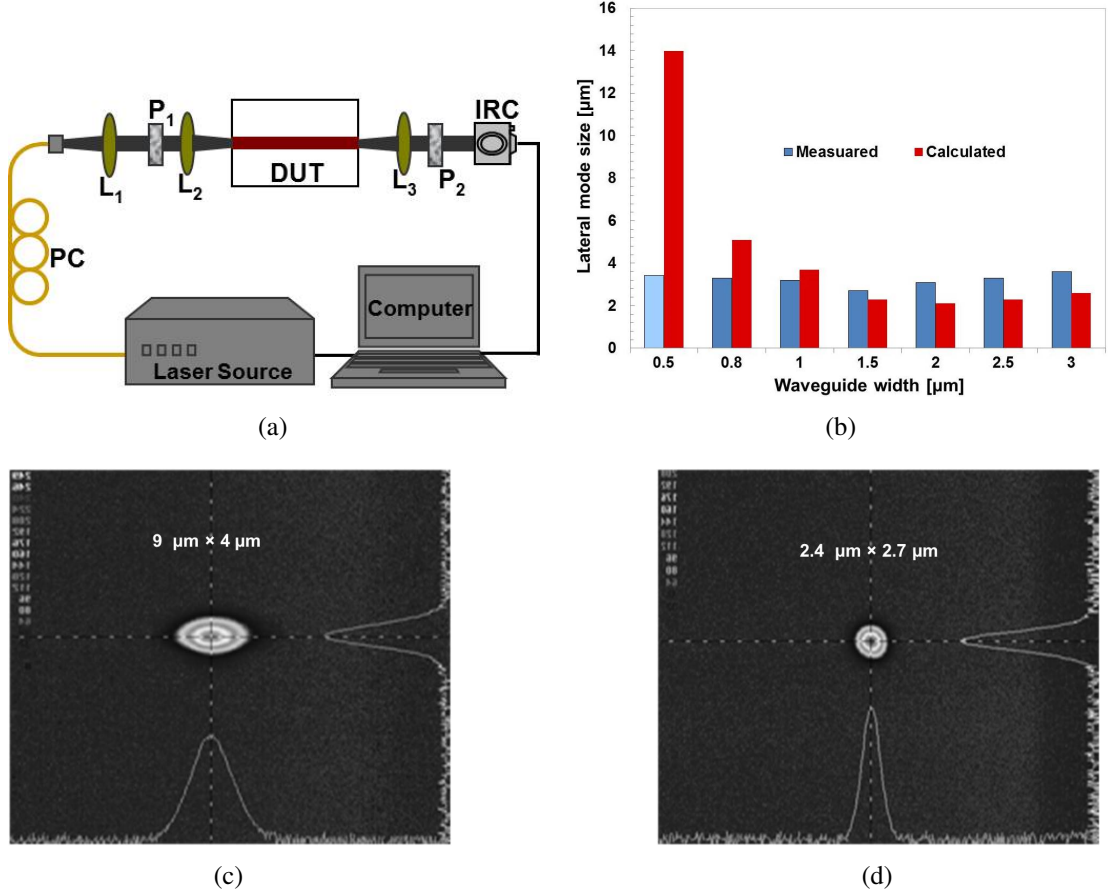 P1
IRC
L1
L2
DUT
L3
P2
PC
Computer
Laser Source
(a)
Lateral mode size [µm]
16
14
12
10
8
6
4
2
0
Measuared
Calculated
0.5 0.8 1 1.5 2 2.5 3
Waveguide width [µm]
(b)
9 µm × 4 µm
(c)
2.4 µm × 2.7 µm
(d)